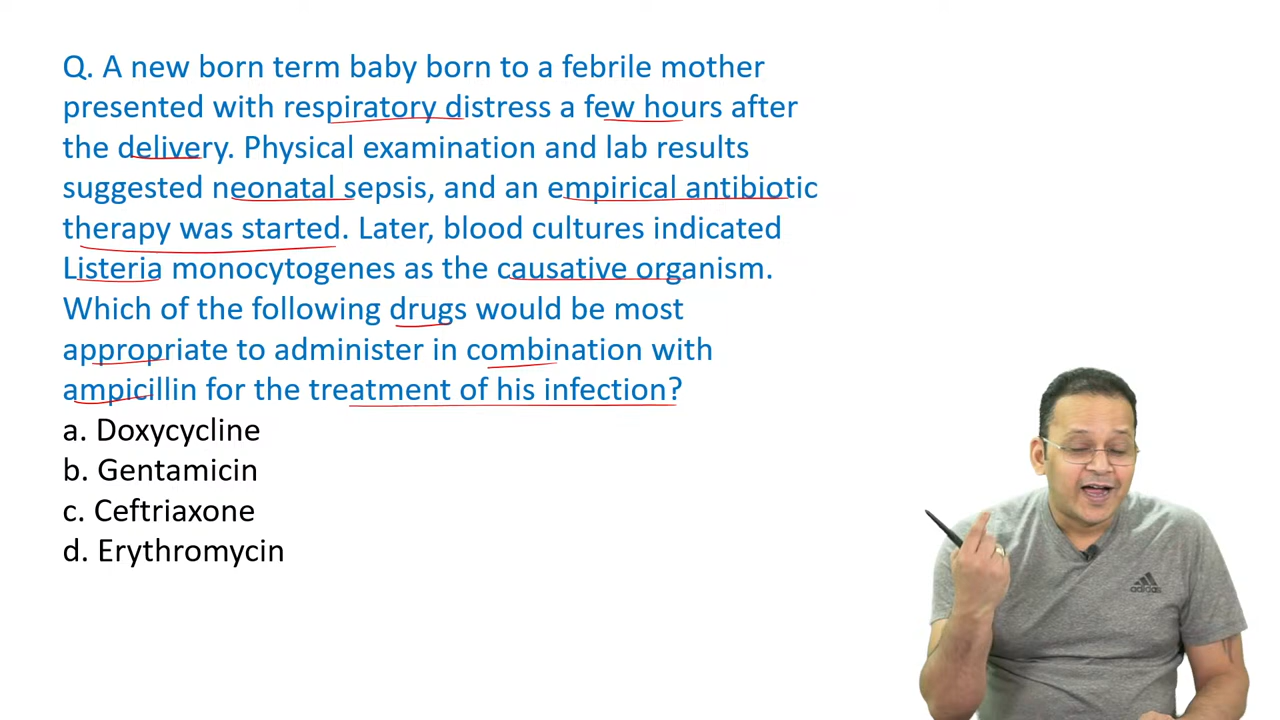 Q. A new born term baby born to a febrile mother
presented with respiratory distress a few hours after
the delivery. Physical examination and lab results
suggested neonatal sepsis, and an empirical antibiotic
therapy was started. Later, blood cultures indicated
Listeria monocytogenes as the causative organism.
Which of the following drugs would be most
appropriate to administer in combination with
ampicillin for the treatment of his infection?
a. Doxycycline
b. Gentamicin
c. Ceftriaxone
d. Erythromycin
adidas